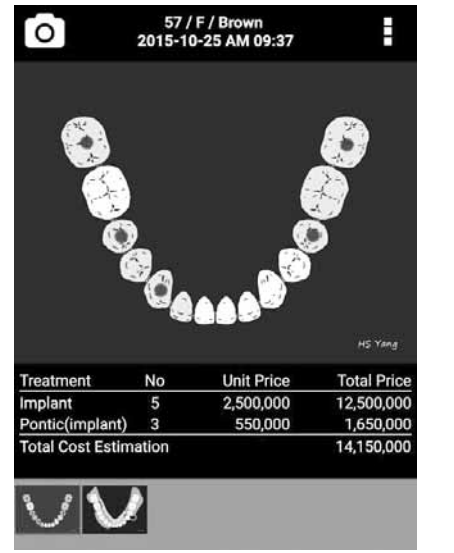 57 / F / Brown
2015-10-25 AM 09:37
HS Yang
Treatment No Unit Price Total Price
Implant 5 2,500,000 12,500,000
Pontic(implant) 3 550,000 1,650,000
Total Cost Estimation 14,150,000